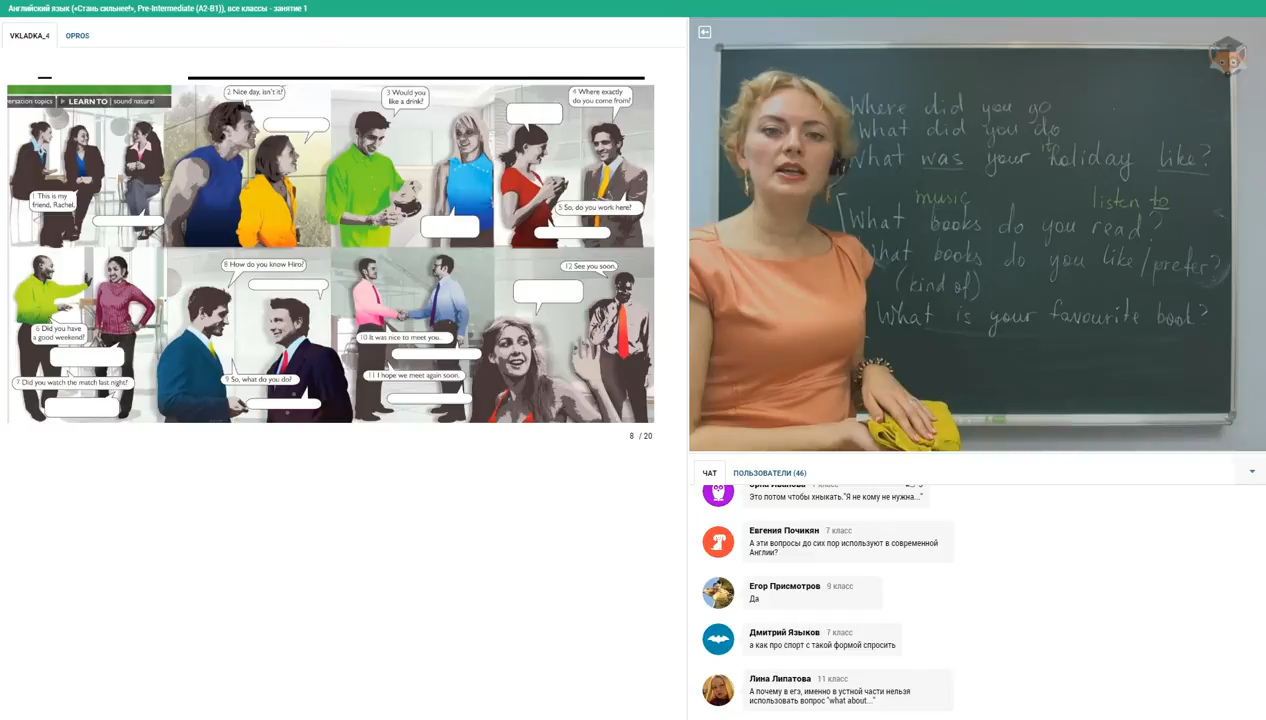 Английский язык («Стань сильнее!», Pre-Intermediate (A2-B1)), все классы - занятие 1
VKLADKA_4
OPROS
versation topics
LEARN TO | sound natural
1 This is my
friend, Rachel.
2 Nice day, isn't it?
3 Would you
like a drink?
4 Where exactly
do you come from?
5 So, do you work here?
6 Did you have
a good weekend?
7 Did you watch the match last night?
8 How do you know Hiro?
9 So, what do you do?
10 It was nice to meet you.
11 I hope we meet again soon.
12 See you soon.
8 / 20
Where did you go
What did you do
it
What was your holiday like?
music
listen to
What books do you read?
What books do you like/prefer?
(kind of)
What is your favourite book?
ЧАТ
ПОЛЬЗОВАТЕЛИ (46)
Это потом чтобы хныкать."Я не кому не нужна..."
Евгения Почикян 7 класс
А эти вопросы до сих пор используют в современной
Англии?
Егор Присмотров 9 класс
Да
Дмитрий Языков 7 класс
а как про спорт с такой формой спросить
Лина Липатова 11 класс
А почему в егэ, именно в устной части нельзя
использовать вопрос "what about..."